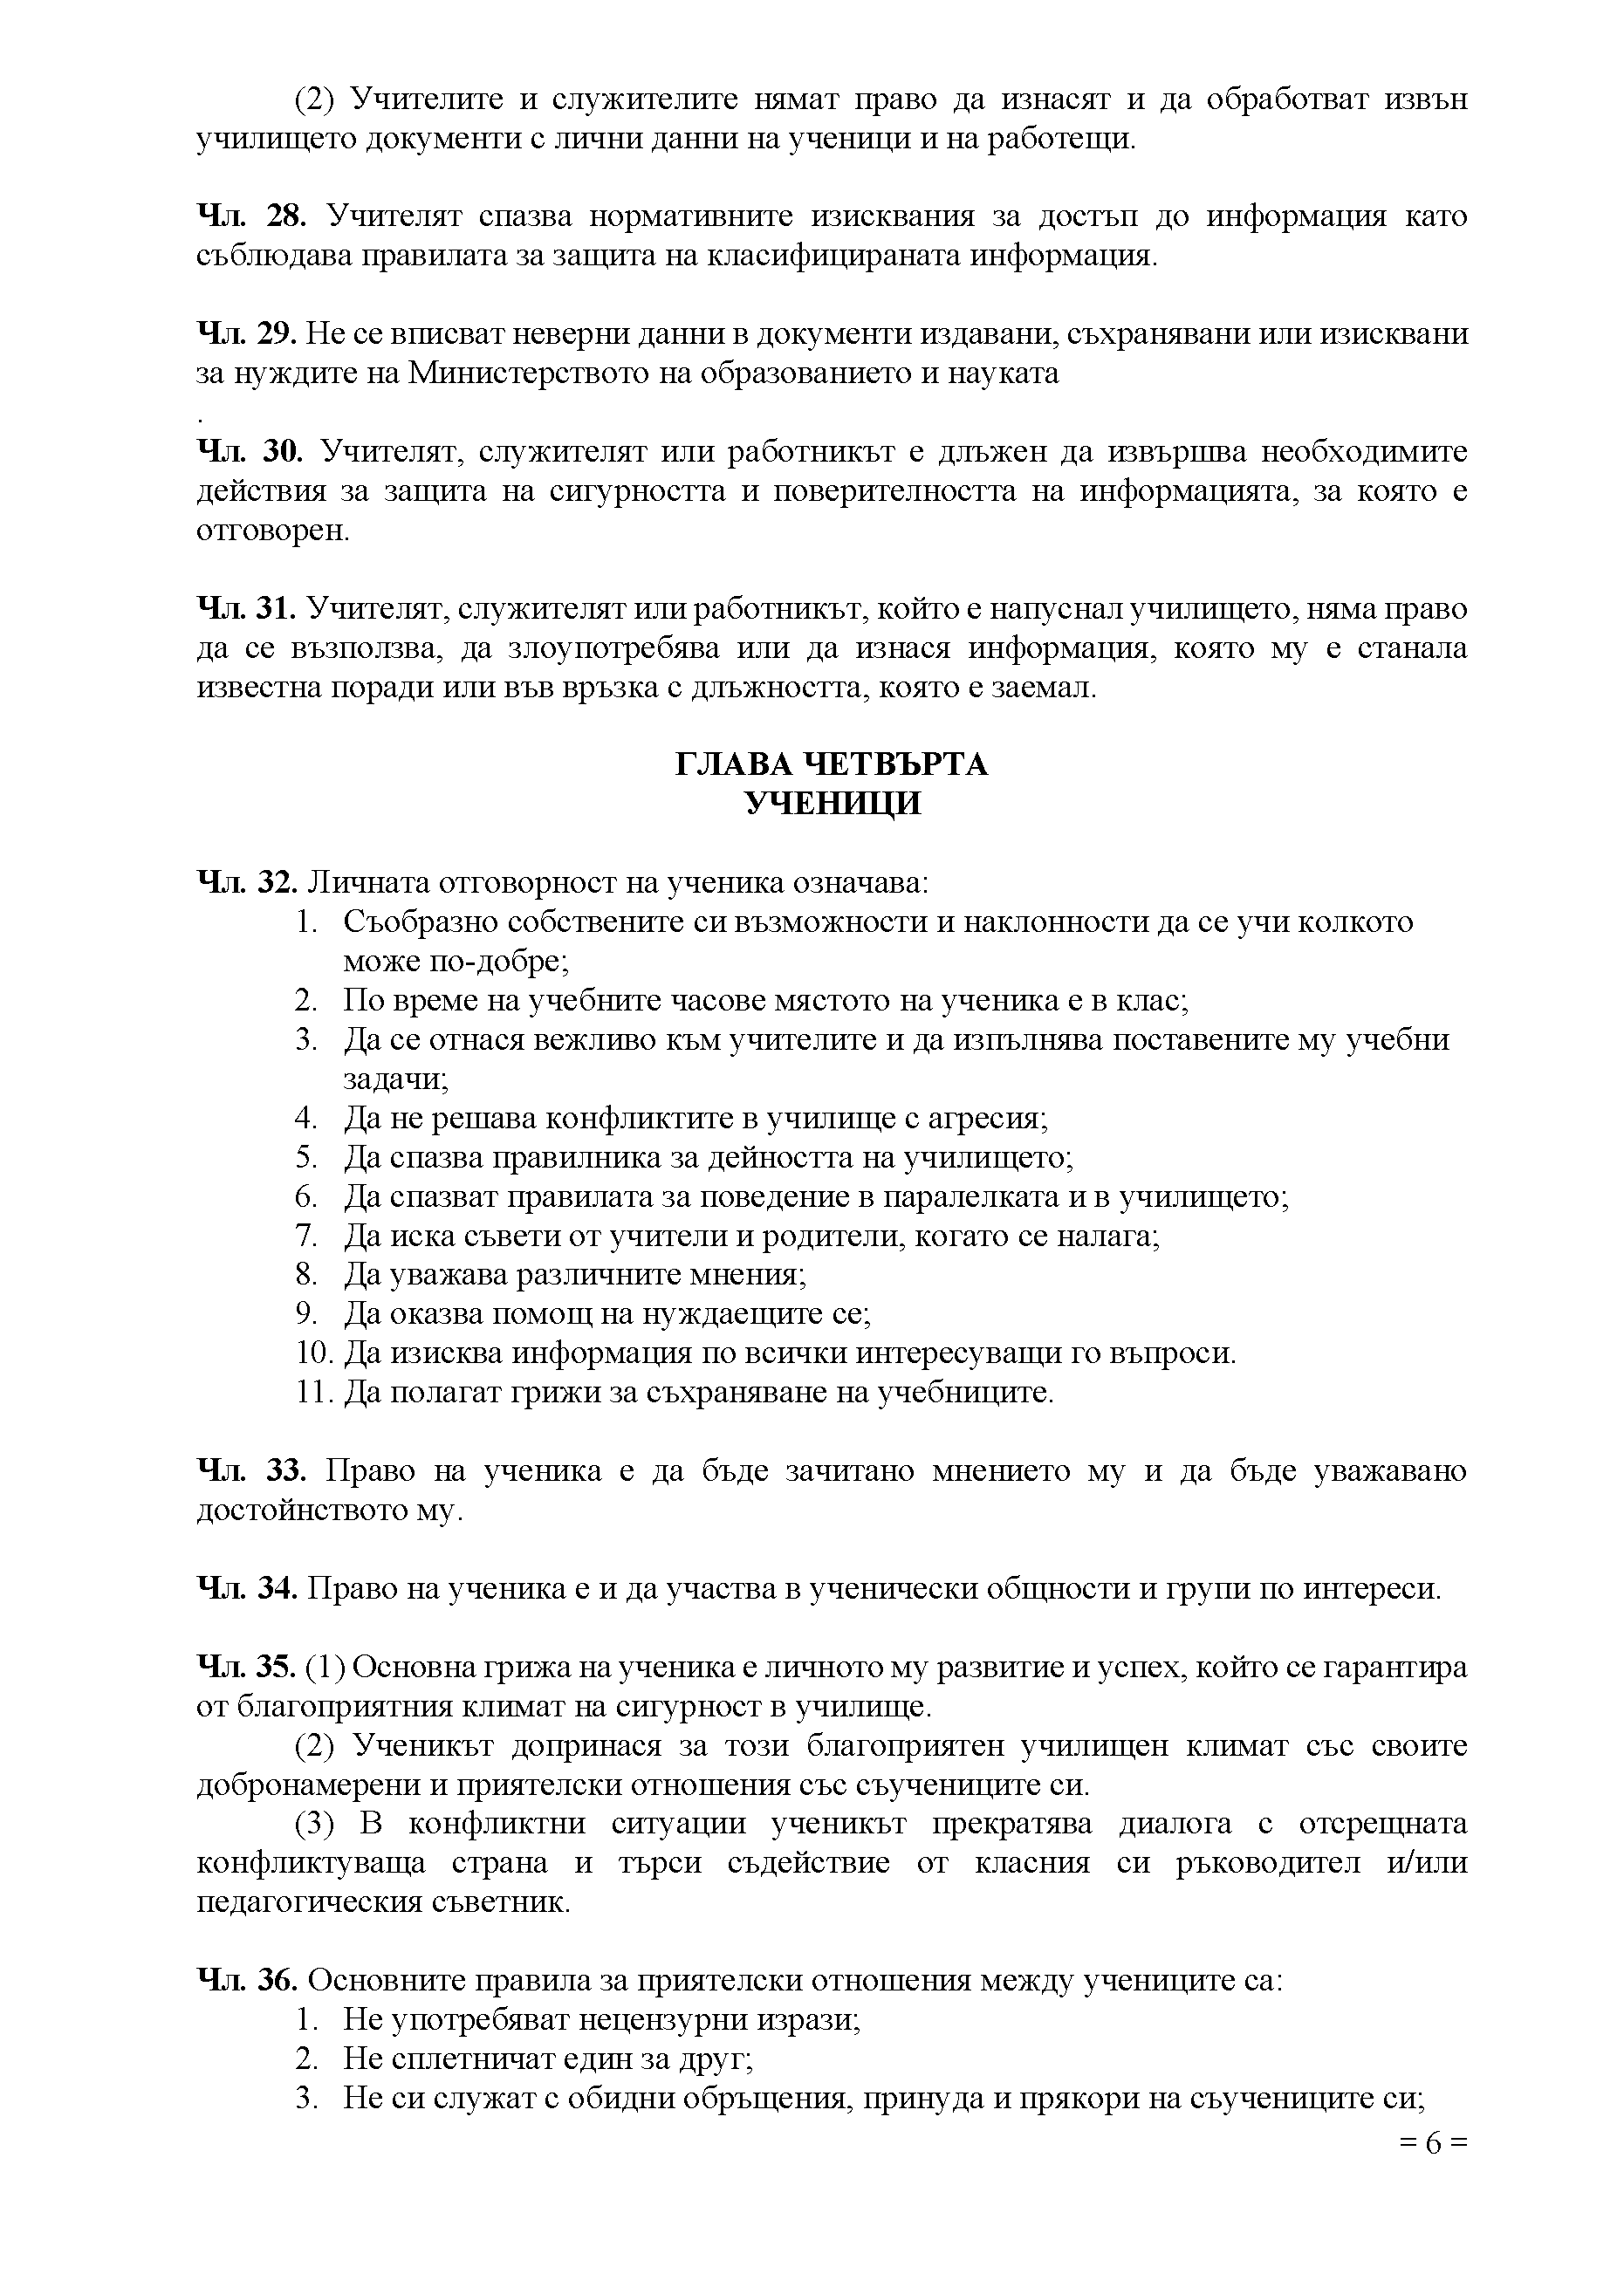 (2) Учителите и служителите нямат право да изнасят и да обработват извън
училището документи с лични данни на ученици и на работещи.
Чл. 28. Учителят спазва нормативните изисквания за достъп до информация като
съблюдава правилата за защита на класифицираната информация.
Чл. 29. Не се вписват неверни данни в документи издавани, съхранявани или изисквани
за нуждите на Министерството на образованието и науката
.
Чл. 30. Учителят, служителят или работникът е длъжен да извършва необходимите
действия за защита на сигурността и поверителността на информацията, за която е
отговорен.
Чл. 31. Учителят, служителят или работникът, който е напуснал училището, няма право
да се възползва, да злоупотребява или да изнася информация, която му е станала
известна поради или във връзка с длъжността, която е заемал.
ГЛАВА ЧЕТВЪРТА
УЧЕНИЦИ
Чл. 32. Личната отговорност на ученика означава:
1. Съобразно собствените си възможности и наклонности да се учи колкото
може по-добре;
2. По време на учебните часове мястото на ученика е в клас;
3. Да се отнася вежливо към учителите и да изпълнява поставените му учебни
задачи;
4. Да не решава конфликтите в училище с агресия;
5. Да спазва правилника за дейността на училището;
6. Да спазват правилата за поведение в паралелката и в училището;
7. Да иска съвети от учители и родители, когато се налага;
8. Да уважава различните мнения;
9. Да оказва помощ на нуждаещите се;
10. Да изисква информация по всички интересуващи го въпроси.
11. Да полагат грижи за съхраняване на учебниците.
Чл. 33. Право на ученика е да бъде зачитано мнението му и да бъде уважавано
достойнството му.
Чл. 34. Право на ученика е и да участва в ученически общности и групи по интереси.
Чл. 35. (1) Основна грижа на ученика е личното му развитие и успех, който се гарантира
от благоприятния климат на сигурност в училище.
(2) Ученикът допринася за този благоприятен училищен климат със своите
добронамерени и приятелски отношения със съучениците си.
(3) В конфликтни ситуации ученикът прекратява диалога с отсрещната
конфликтуваща страна и търси съдействие от класния си ръководител и/или
педагогическия съветник.
Чл. 36. Основните правила за приятелски отношения между учениците са:
1. Не употребяват нецензурни изрази;
2. Не сплетничат един за друг;
3. Не си служат с обидни обръщения, принуда и прякори на съучениците си;
= 6 =